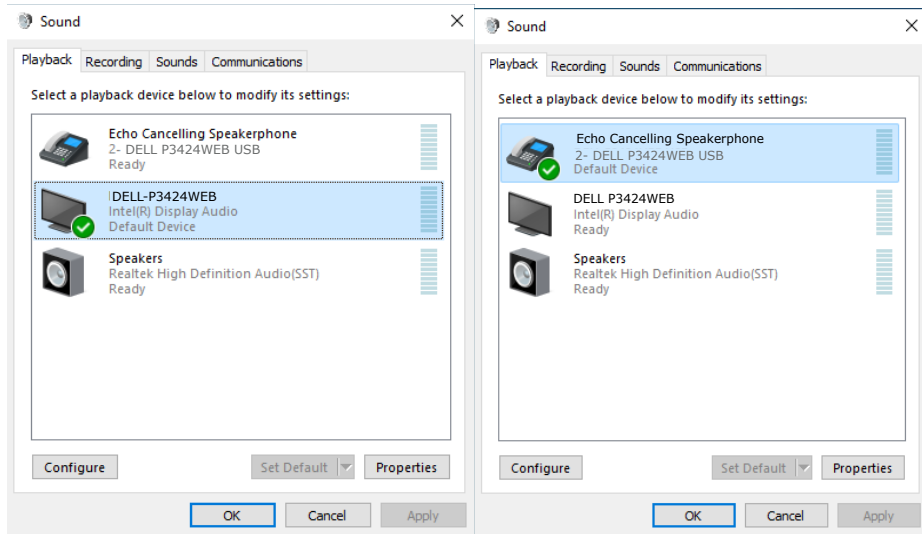 Sound
Playback Recording Sounds Communications
Select a playback device below to modify its settings:
Echo Cancelling Speakerphone
2- DELL P3424WEB USB
Ready
DELL-P3424WEB
Intel(R) Display Audio
Default Device
Speakers
Realtek High Definition Audio(SST)
Ready
Configure Set Default Properties
OK Cancel Apply
Sound
Playback Recording Sounds Communications
Select a playback device below to modify its settings:
Echo Cancelling Speakerphone
2- DELL P3424WEB USB
Default Device
DELL P3424WEB
Intel(R) Display Audio
Ready
Speakers
Realtek High Definition Audio(SST)
Ready
Configure Set Default Properties
OK Cancel Apply